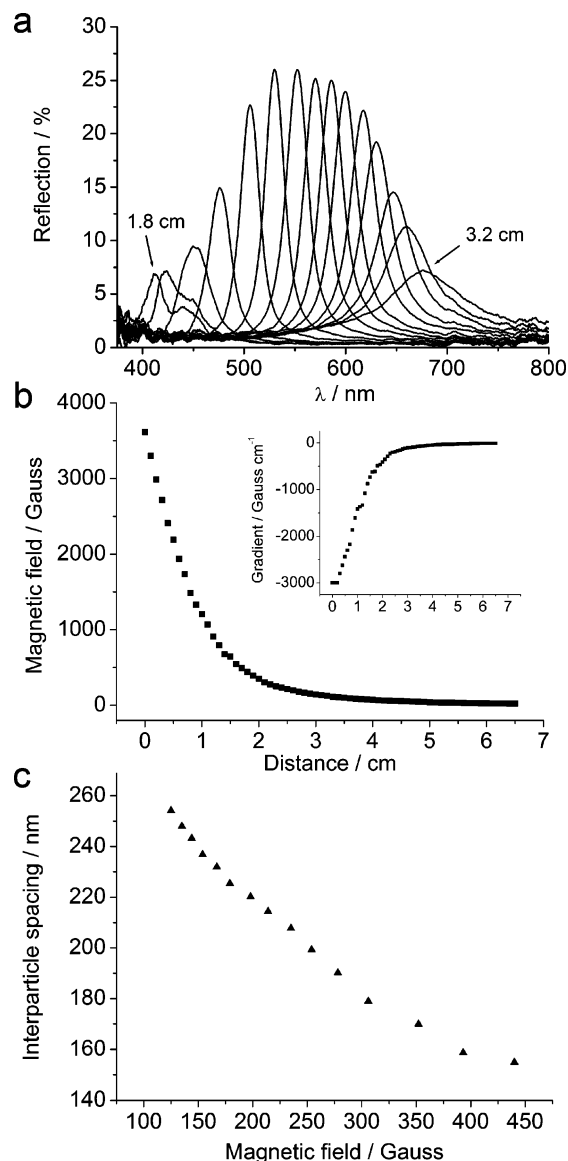 a
30
25
20
15
10
5
0
Reflection / %
1.8 cm
3.2 cm
400 500 600 700 800
λ / nm
b
4000
3000
2000
1000
0
Magnetic field / Gauss
0
-1000
-2000
-3000
Gradient / Gauss cm⁻¹
0 1 2 3 4 5 6 7
0 1 2 3 4 5 6 7
Distance / cm
c
260
240
220
200
180
160
140
Interparticle spacing / nm
100 150 200 250 300 350 400 450
Magnetic field / Gauss